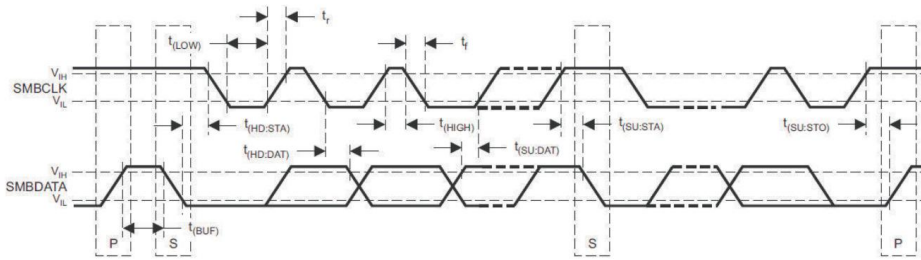 t(LOW)
tr
tf
VIH
SMBCLK
VIL
t(HD:STA)
t(HIGH)
t(SU:STA)
t(SU:STO)
t(HD:DAT)
t(SU:DAT)
VIH
SMBDATA
VIL
t(BUF)
P
S
S
P